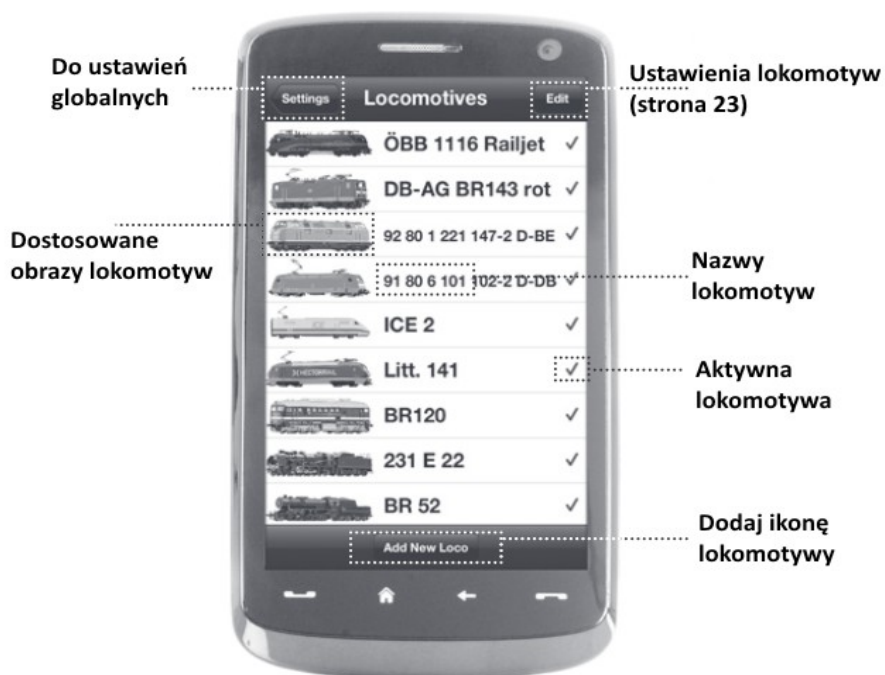 Do ustawień
globalnych
Ustawienia lokomotyw
(strona 23)
Settings
Locomotives
Edit
ÖBB 1116 Railjet
DB-AG BR143 rot
92 80 1 221 147-2 D-BE
Dostosowane
obrazy lokomotyw
91 80 6 101 102-2 D-DB
Nazwy
lokomotyw
ICE 2
HECTORRAIL
Litt. 141
Aktywna
lokomotywa
BR120
231 E 22
BR 52
Add New Loco
Dodaj ikonę
lokomotywy